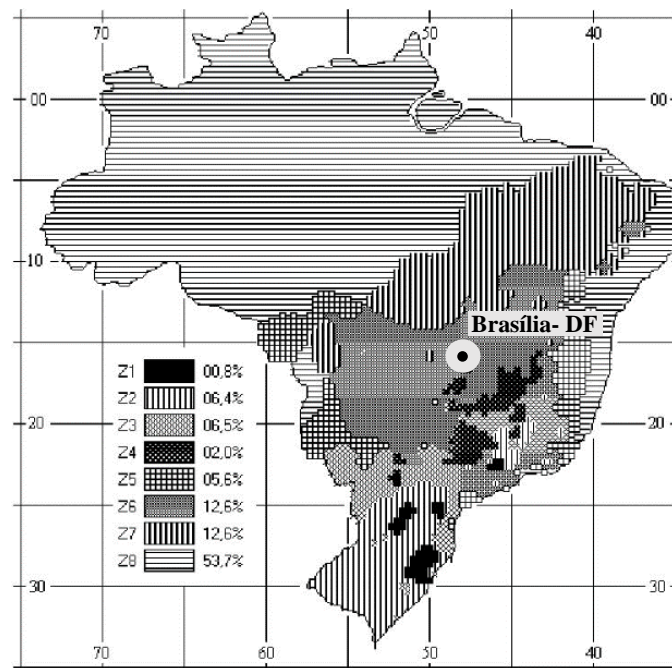 70 50 40
00 00
10 10
Brasília- DF
Z1 00,8%
Z2 06,4%
Z3 06,5%
Z4 02,0%
Z5 05,6%
Z6 12,6%
Z7 12,6%
Z8 53,7%
20 20
30 30
70 60 50 40